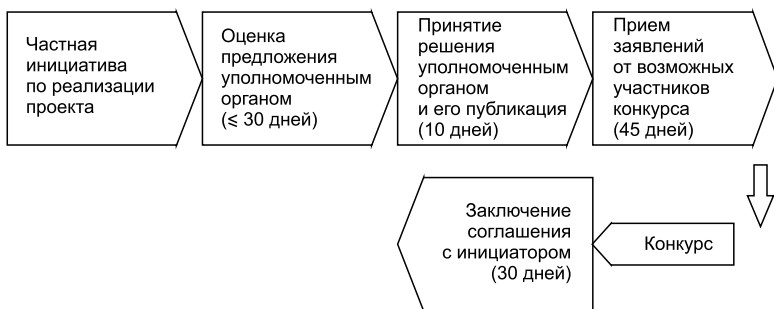 Частная
инициатива
по реализации
проекта
Оценка
предложения
уполномоченным
органом
(⩽ 30 дней)
Принятие
решения
уполномоченным
органом
и его публикация
(10 дней)
Прием
заявлений
от возможных
участников
конкурса
(45 дней)
Конкурс
Заключение
соглашения
с инициатором
(30 дней)